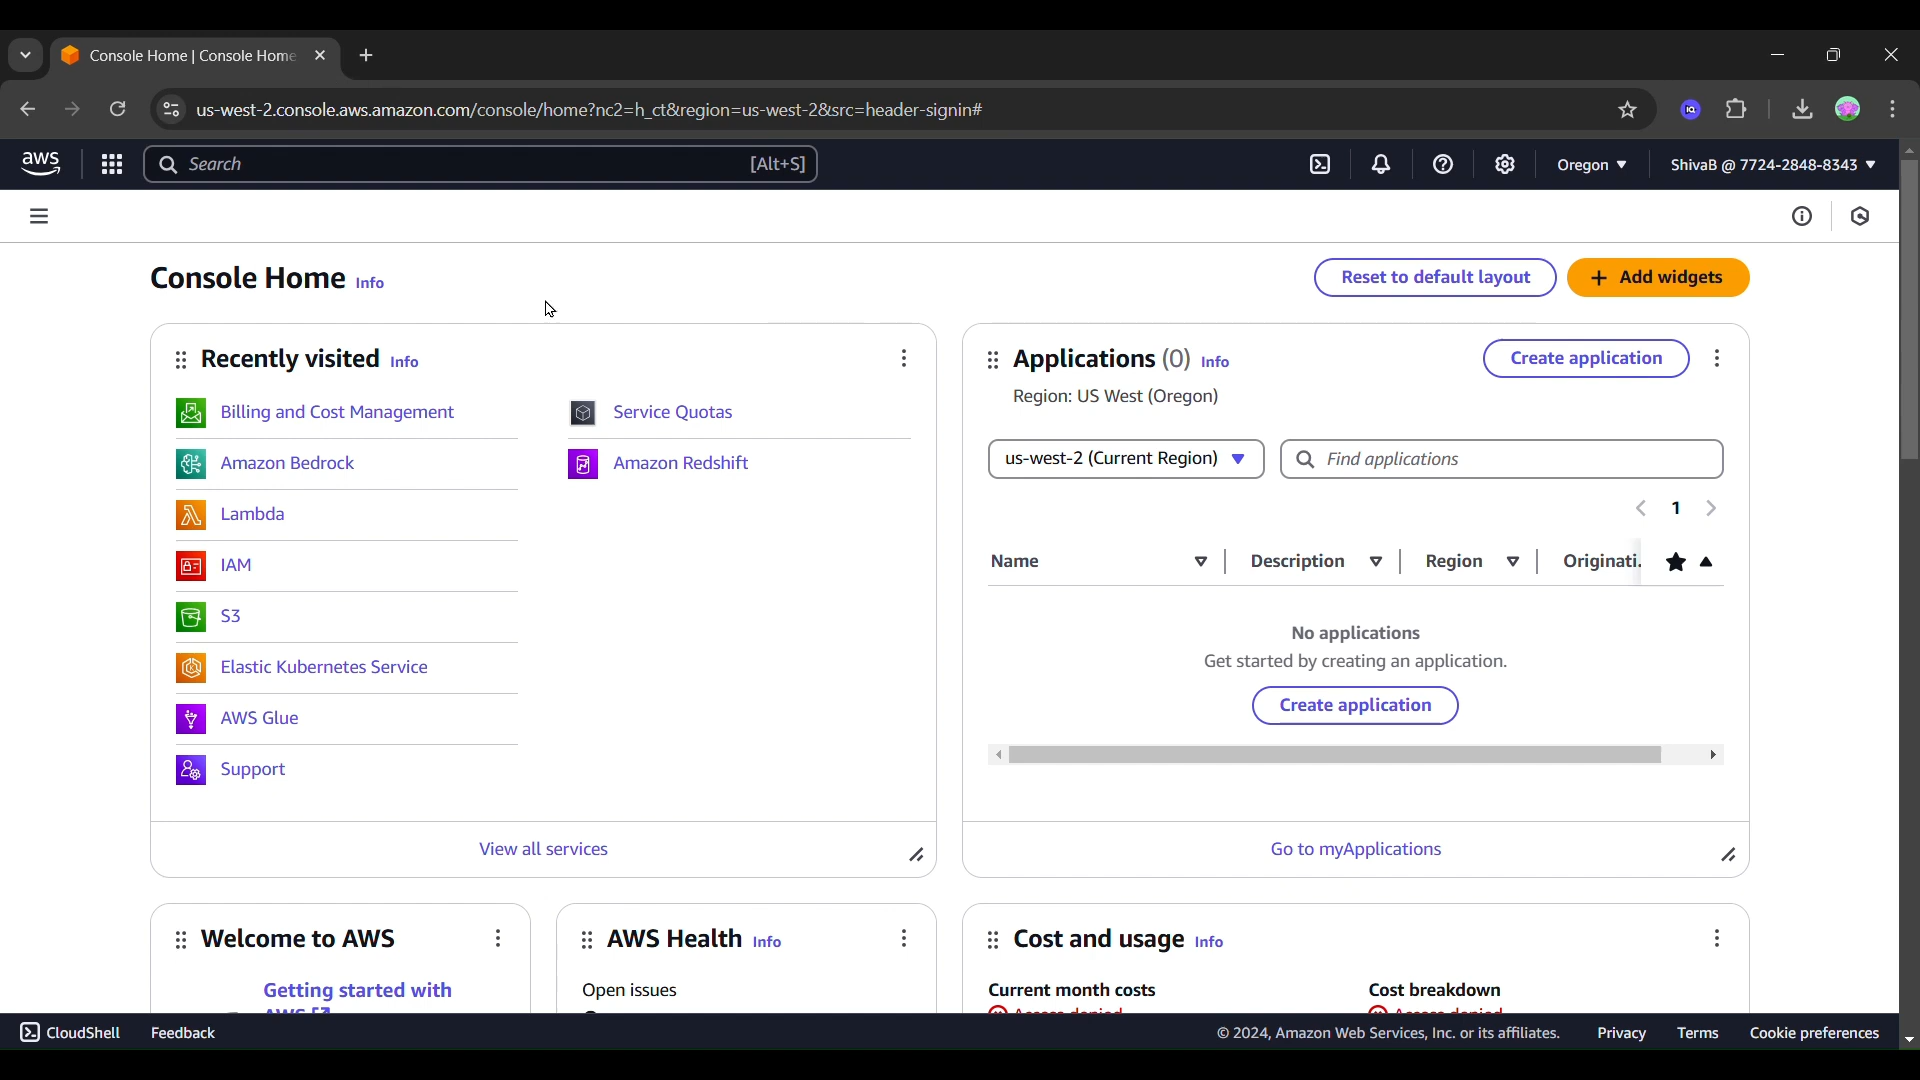 Console Home | Console Home
us-west-2.console.aws.amazon.com/console/home?nc2=h_ct&region=us-west-2&src=header-signin#
aws
Search [Alt+S]
Oregon
ShivaB @ 7724-2848-8343
Console Home Info
Reset to default layout
+ Add widgets
Recently visited Info
Billing and Cost Management
Amazon Bedrock
Lambda
IAM
S3
Elastic Kubernetes Service
AWS Glue
Support
Service Quotas
Amazon Redshift
View all services
Applications (0) Info
Create application
Region: US West (Oregon)
us-west-2 (Current Region)
Find applications
1
Name Description Region Originati.
No applications
Get started by creating an application.
Create application
Go to myApplications
Welcome to AWS
Getting started with
AWS
AWS Health Info
Open issues
Cost and usage Info
Current month costs
Access denied
Cost breakdown
Access denied
CloudShell Feedback
© 2024, Amazon Web Services, Inc. or its affiliates. Privacy Terms Cookie preferences